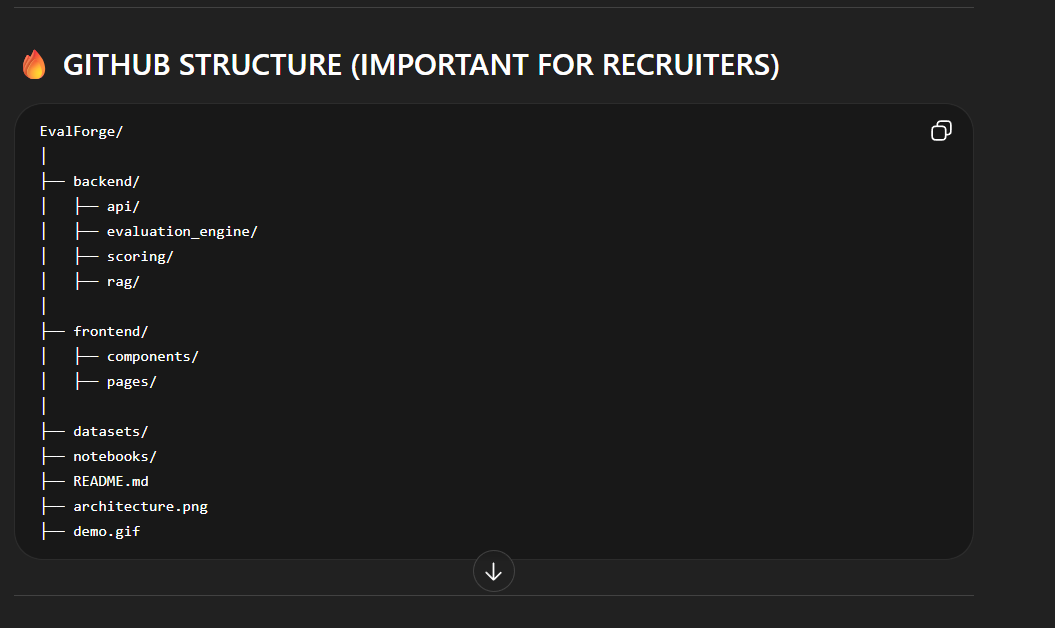 🔥 GITHUB STRUCTURE (IMPORTANT FOR RECRUITERS)
EvalForge/
│
├── backend/
│   ├── api/
│   ├── evaluation_engine/
│   ├── scoring/
│   ├── rag/
│
├── frontend/
│   ├── components/
│   ├── pages/
│
├── datasets/
├── notebooks/
├── README.md
├── architecture.png
├── demo.gif